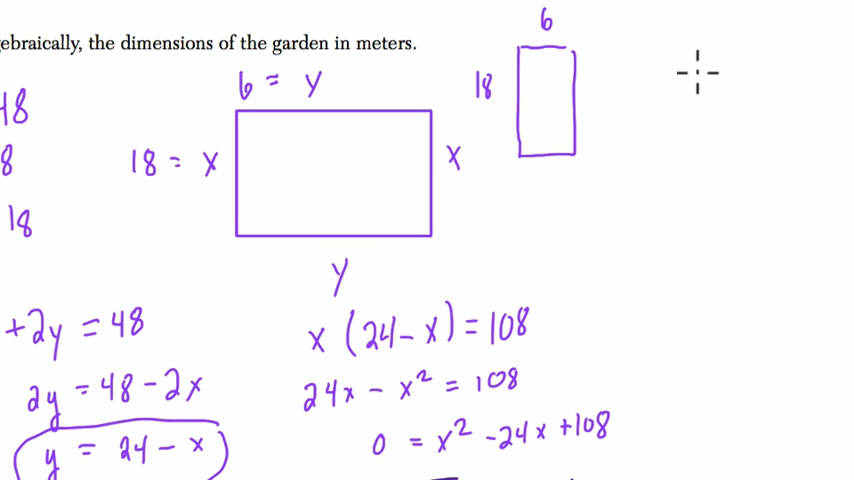 ebraically, the dimensions of the garden in meters.
48
8
18
6 = y
18 = x
x
y
6
18
+2y = 48
2y = 48 - 2x
y = 24 - x
x (24 - x) = 108
24x - x² = 108
0 = x² - 24x + 108